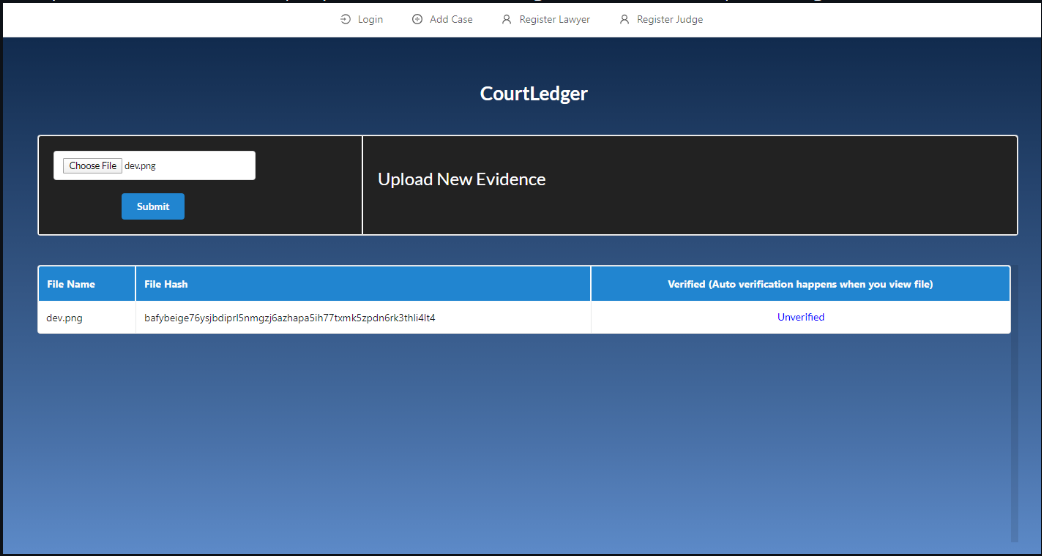 Login Add Case Register Lawyer Register Judge
CourtLedger
Choose File dev.png
Submit
Upload New Evidence
File Name File Hash Verified (Auto verification happens when you view file)
dev.png bafybeige76ysjbdiprl5nmgzj6azhapa5ih77txmk5zpdn6rk3thli4lt4 Unverified